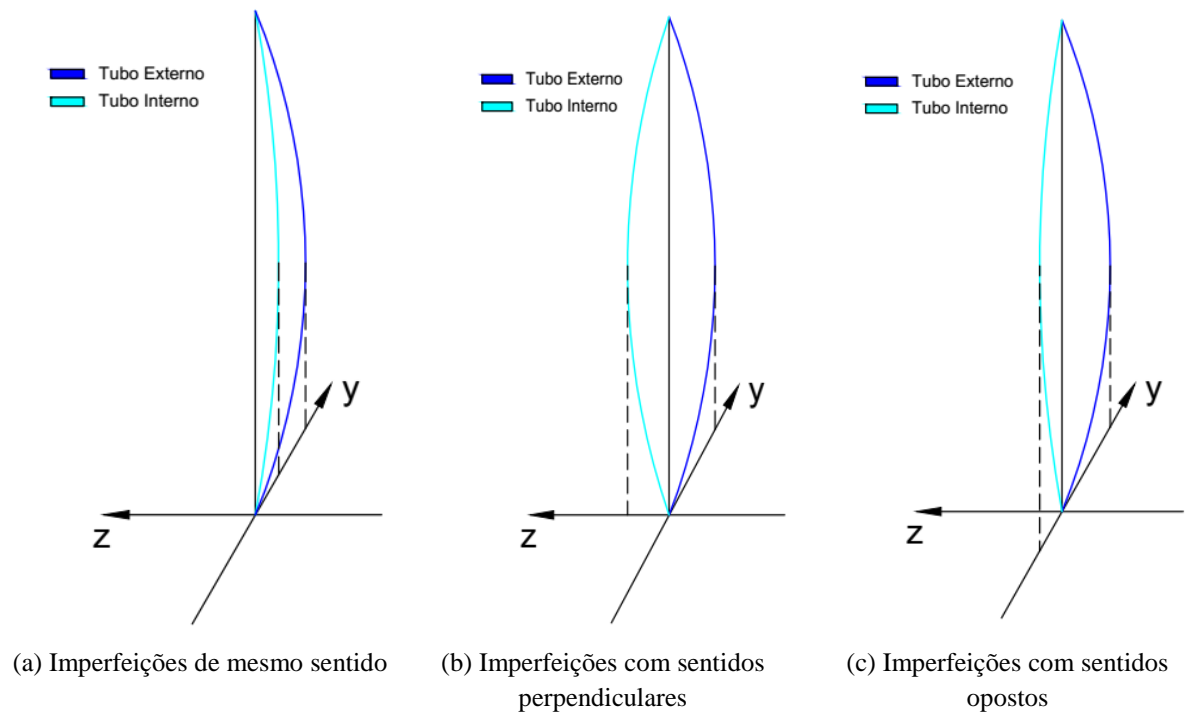 Tubo Externo
Tubo Interno
y
z
(a) Imperfeições de mesmo sentido
Tubo Externo
Tubo Interno
y
z
(b) Imperfeições com sentidos
perpendiculares
Tubo Externo
Tubo Interno
y
z
(c) Imperfeições com sentidos
opostos